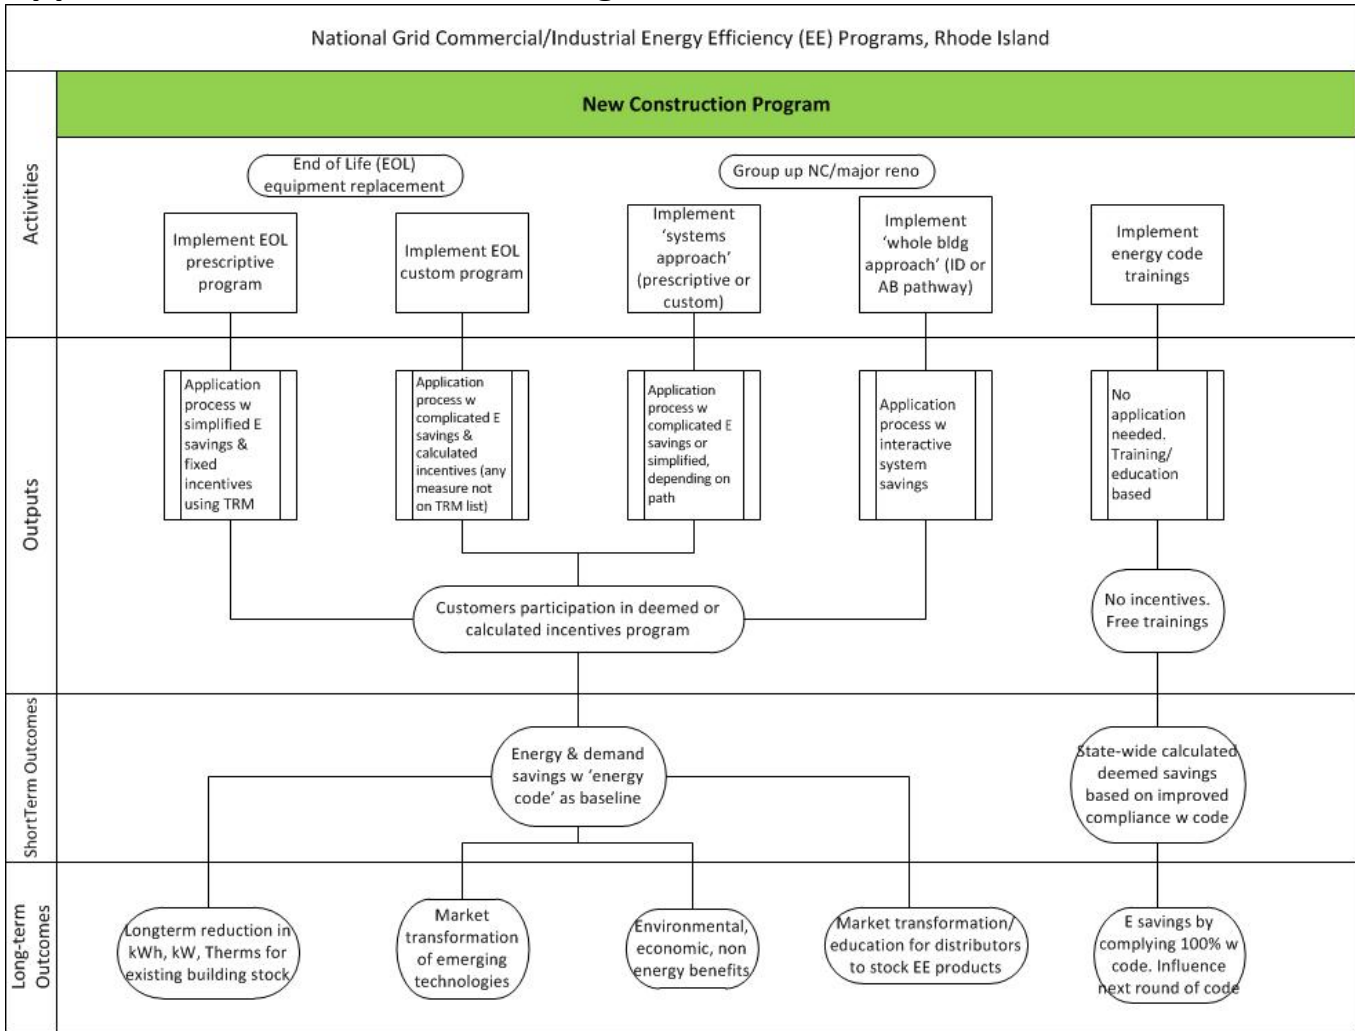 National Grid Commercial/Industrial Energy Efficiency (EE) Programs, Rhode Island
New Construction Program
Activities
End of Life (EOL)
equipment replacement
Group up NC/major reno
Implement EOL
prescriptive
program
Implement EOL
custom program
Implement
‘systems
approach’
(prescriptive or
custom)
Implement
‘whole bldg
approach’ (ID or
AB pathway)
Implement
energy code
trainings
Outputs
Application
process w
simplified E
savings &
fixed
incentives
using TRM
Application
process w
complicated E
savings &
calculated
incentives (any
measure not
on TRM list)
Application
process w
complicated E
savings or
simplified,
depending on
path
Application
process w
interactive
system
savings
No
application
needed.
Training/
education
based
Customers participation in deemed or
calculated incentives program
No incentives.
Free trainings
ShortTerm Outcomes
Energy & demand
savings w ‘energy
code’ as baseline
State-wide calculated
deemed savings
based on improved
compliance w code
Long-term
Outcomes
Longterm reduction in
kWh, kW, Therms for
existing building stock
Market
transformation
of emerging
technologies
Environmental,
economic, non
energy benefits
Market transformation/
education for distributors
to stock EE products
E savings by
complying 100% w
code. Influence
next round of code